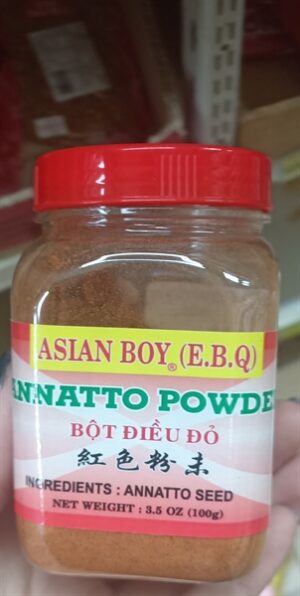 ASIAN BOY® (E.B.Q)
ANNATTO POWDE
BỘT ĐIỀU ĐỎ
紅色粉末
INGREDIENTS : ANNATTO SEED
NET WEIGHT : 3.5 OZ (100g)